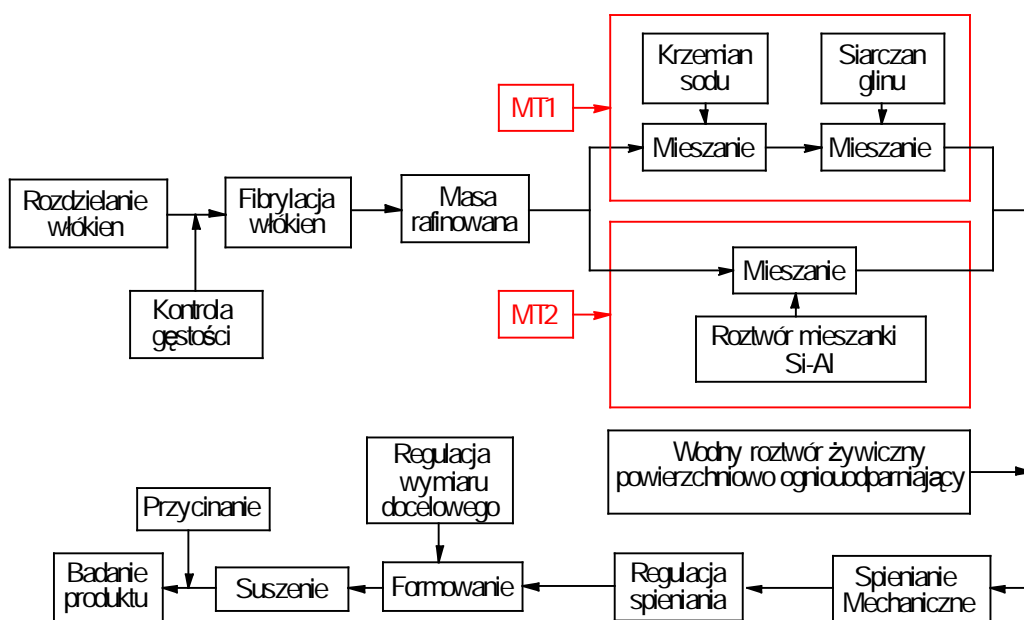 Krzemian
sodu
Siarczan
glinu
MT1
Mieszanie
Mieszanie
Rozdzielanie
włókien
Fibrylacja
włókien
Masa
rafinowana
Kontrola
gęstości
MT2
Mieszanie
Roztwór mieszanki
Si-Al
Wodny roztwór żywiczny
powierzchniowo ogniouodparniający
Regulacja
wymiaru
docelowego
Przycinanie
Badanie
produktu
Suszenie
Formowanie
Regulacja
spieniania
Spienianie
Mechaniczne